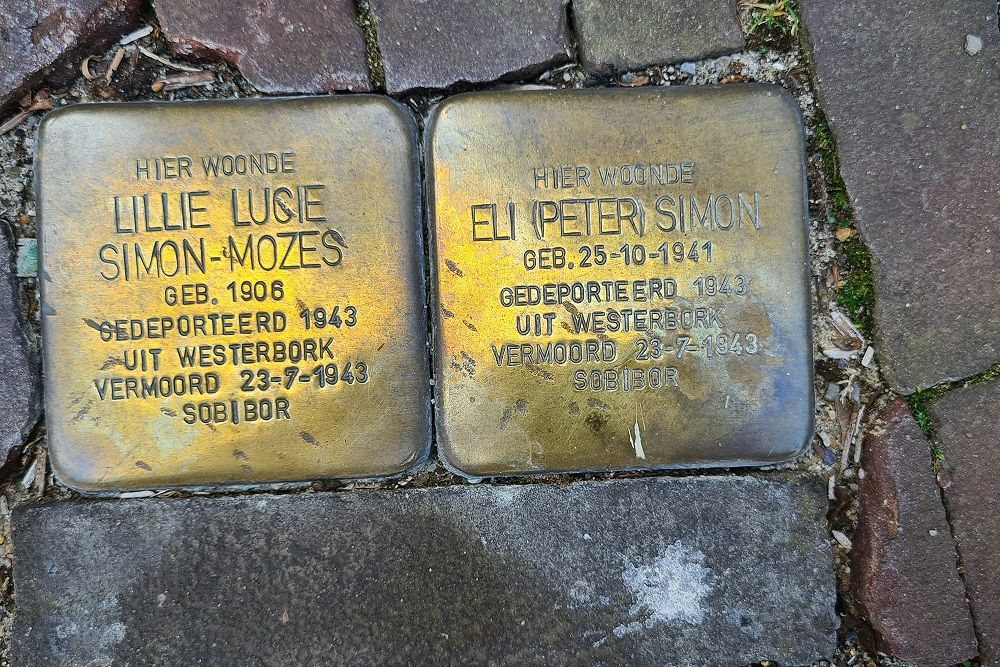 HIER WOONDE
LILLIE LUCIE
SIMON-MOZES
GEB. 1906
GEDEPORTEERD 1943
UIT WESTERBORK
VERMOORD 23-7-1943
SOBIBOR
HIER WOONDE
ELI (PETER) SIMON
GEB. 25-10-1941
GEDEPORTEERD 1943
UIT WESTERBORK
VERMOORD 23-7-1943
SOBIBOR